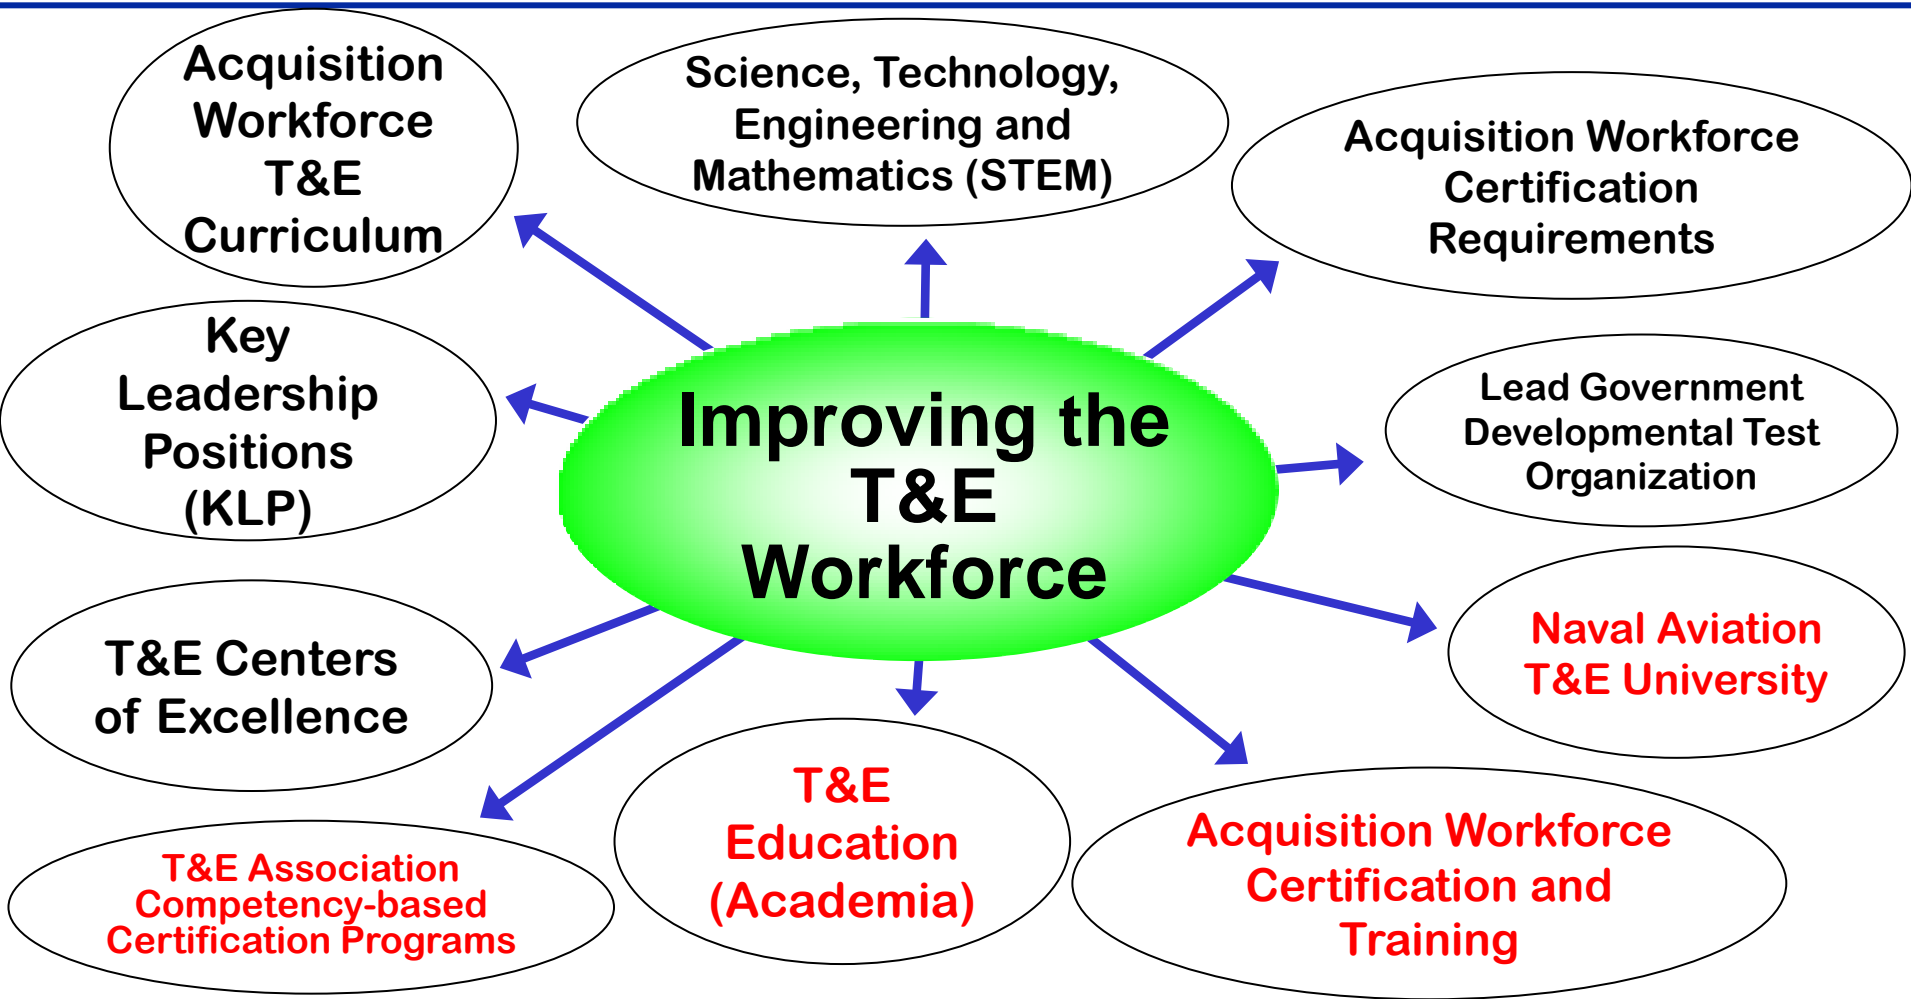 Acquisition
Workforce
T&E
Curriculum
Science, Technology,
Engineering and
Mathematics (STEM)
Acquisition Workforce
Certification
Requirements
Key
Leadership
Positions
(KLP)
Improving the
T&E
Workforce
Lead Government
Developmental Test
Organization
T&E Centers
of Excellence
Naval Aviation
T&E University
T&E Association
Competency-based
Certification Programs
T&E
Education
(Academia)
Acquisition Workforce
Certification and
Training